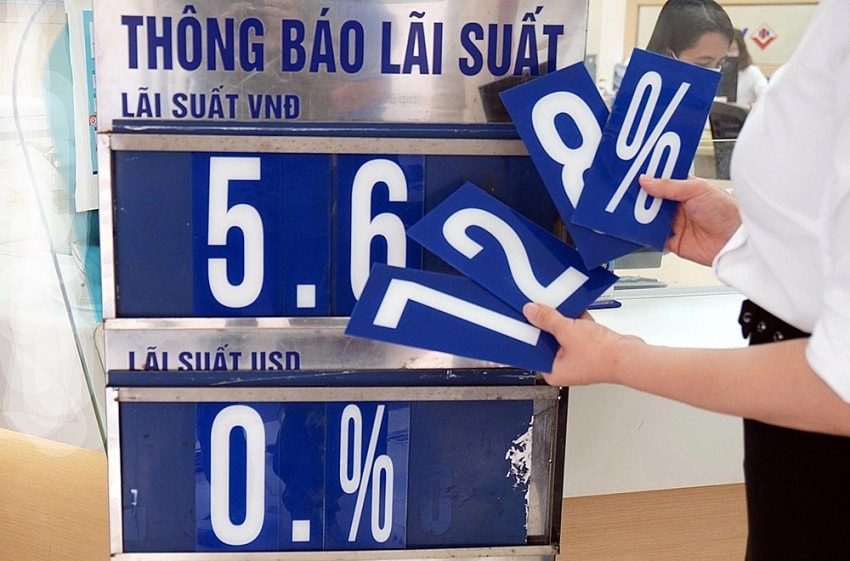 THÔNG BÁO LÃI SUẤT
LÃI SUẤT VNĐ
5.6
8
%
2
1
LÃI SUẤT USD
0.%